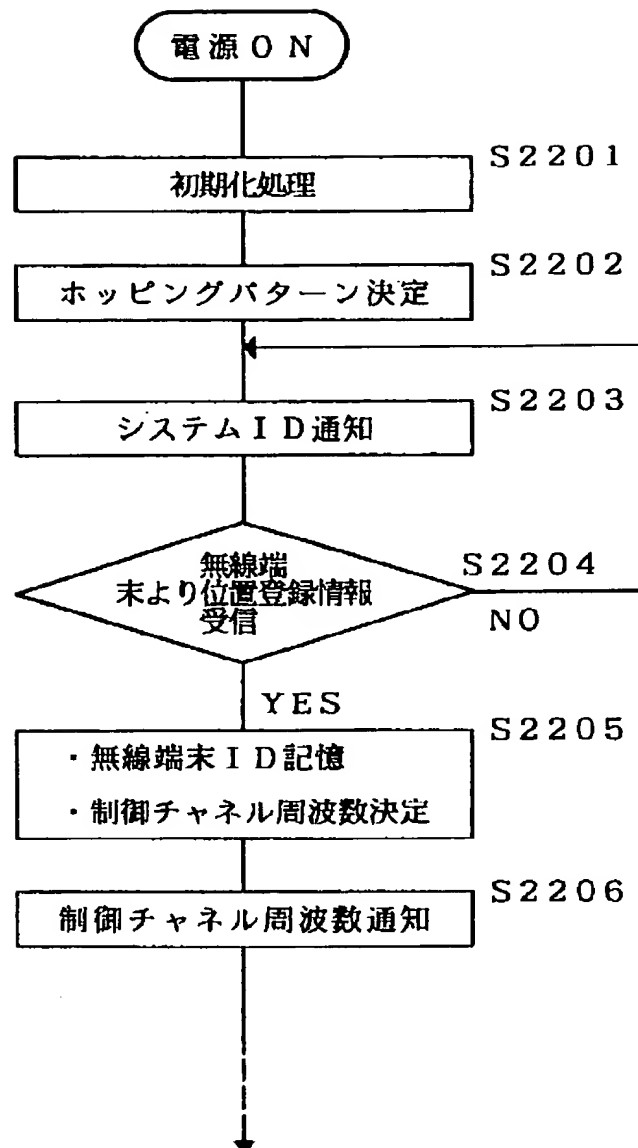 電源ON
S2201
初期化処理
S2202
ホッピングパターン決定
S2203
システムID通知
S2204
無線端
末より位置登録情報
受信
NO
YES
S2205
・無線端末ID記憶
・制御チャネル周波数決定
S2206
制御チャネル周波数通知